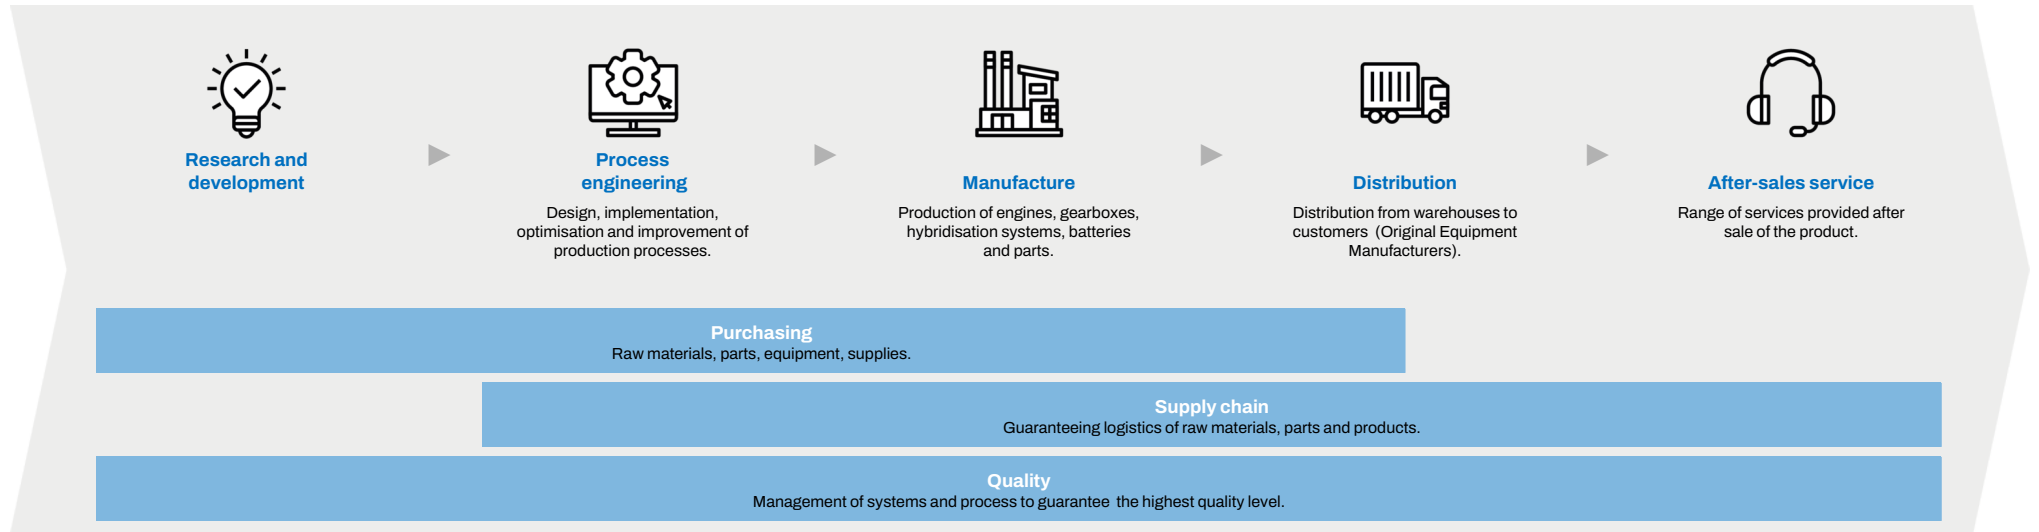 Research and
development
Process
engineering
Design, implementation,
optimisation and improvement of
production processes.
Manufacture
Production of engines, gearboxes,
hybridisation systems, batteries
and parts.
Distribution
Distribution from warehouses to
customers (Original Equipment
Manufacturers).
After-sales service
Range of services provided after
sale of the product.
Purchasing
Raw materials, parts, equipment, supplies.
Supply chain
Guaranteeing logistics of raw materials, parts and products.
Quality
Management of systems and process to guarantee the highest quality level.